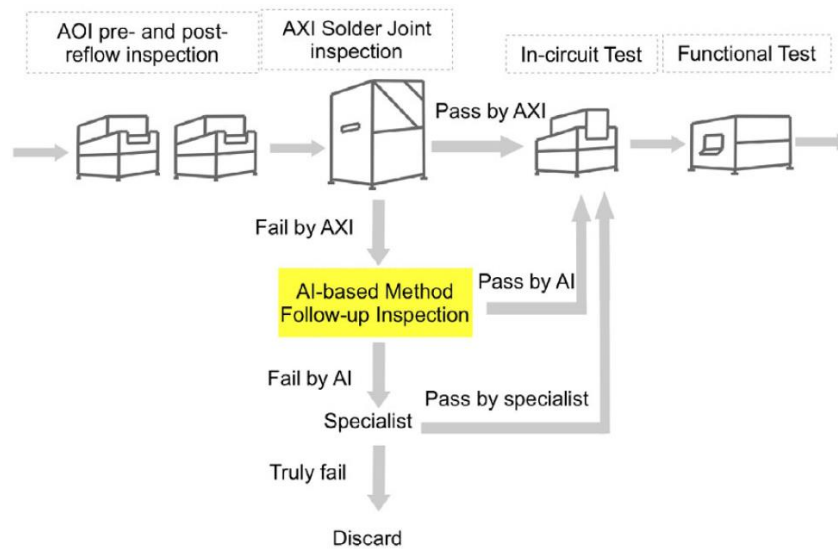 AOI pre- and post-
reflow inspection
AXI Solder Joint
inspection
In-circuit Test
Functional Test
Pass by AXI
Fail by AXI
AI-based Method
Follow-up Inspection
Pass by AI
Fail by AI
Specialist
Pass by specialist
Truly fail
Discard